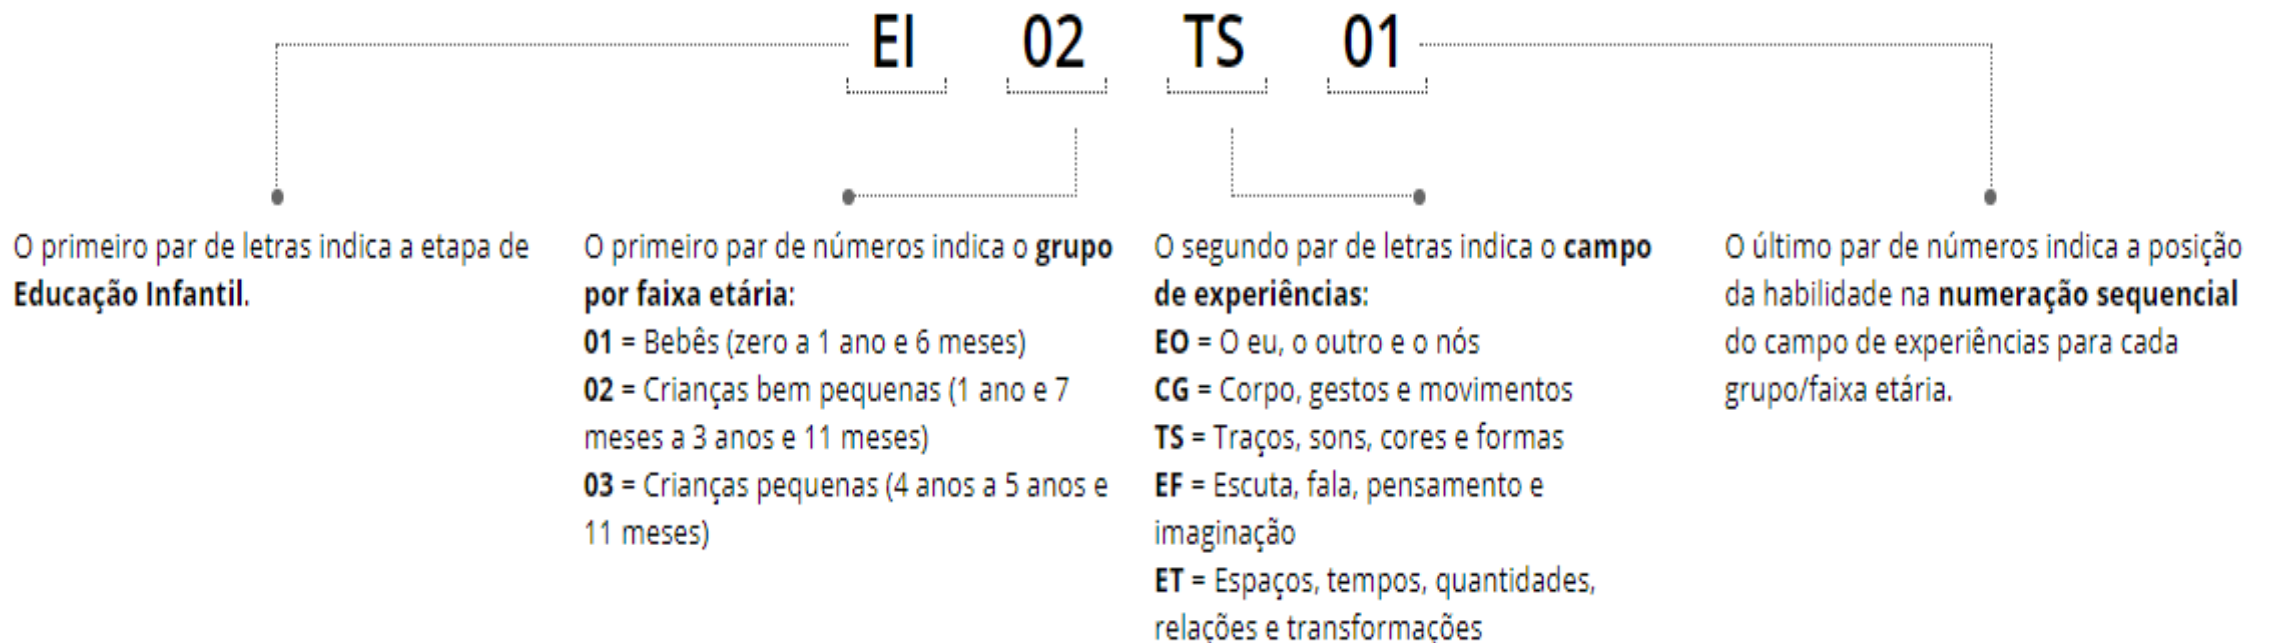 EI 02 TS 01
O primeiro par de letras indica a etapa de
Educação Infantil.
O primeiro par de números indica o grupo
por faixa etária:
01 = Bebês (zero a 1 ano e 6 meses)
02 = Crianças bem pequenas (1 ano e 7
meses a 3 anos e 11 meses)
03 = Crianças pequenas (4 anos a 5 anos e
11 meses)
O segundo par de letras indica o campo
de experiências:
EO = O eu, o outro e o nós
CG = Corpo, gestos e movimentos
TS = Traços, sons, cores e formas
EF = Escuta, fala, pensamento e
imaginação
ET = Espaços, tempos, quantidades,
relações e transformações
O último par de números indica a posição
da habilidade na numeração sequencial
do campo de experiências para cada
grupo/faixa etária.